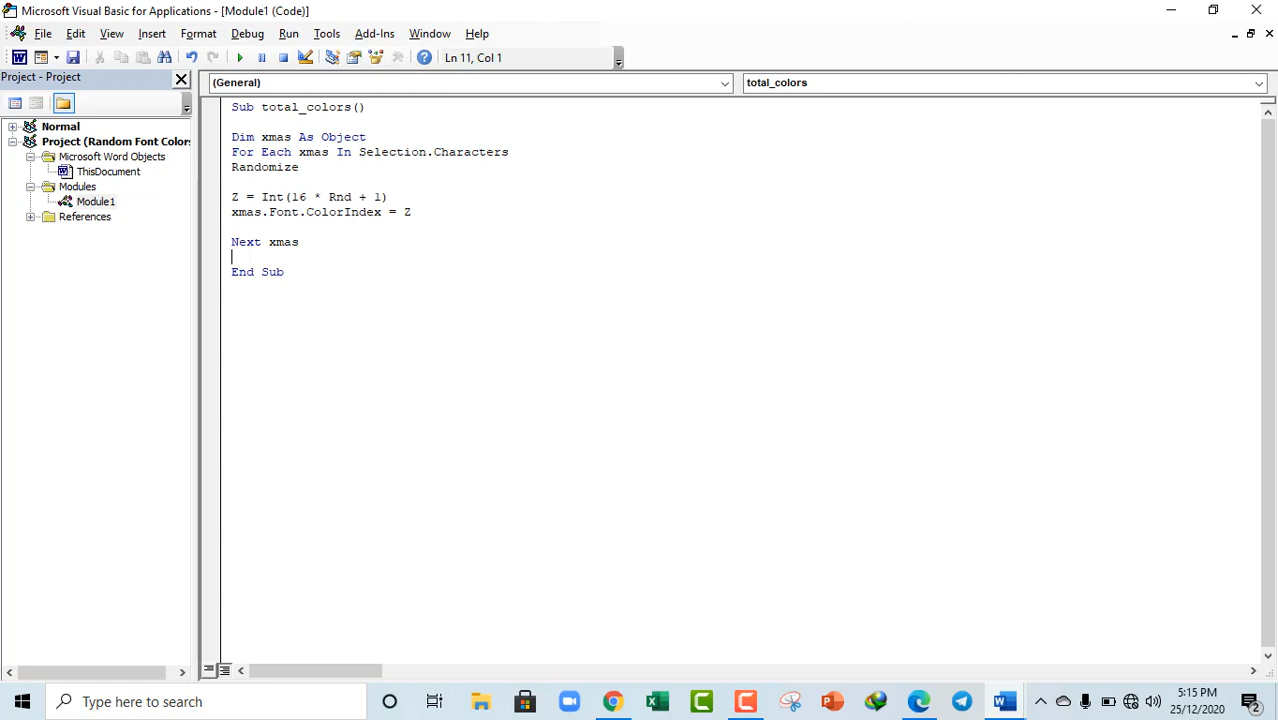 Microsoft Visual Basic for Applications - [Module1 (Code)]
File Edit View Insert Format Debug Run Tools Add-Ins Window Help
Ln 11, Col 1
Project - Project
(General)
total_colors
Normal
Project (Random Font Colors
Microsoft Word Objects
ThisDocument
Modules
Module1
References
Sub total_colors()
Dim xmas As Object
For Each xmas In Selection.Characters
Randomize
Z = Int(16 * Rnd + 1)
xmas.Font.ColorIndex = Z
Next xmas
End Sub
Type here to search
5:15 PM
25/12/2020
2